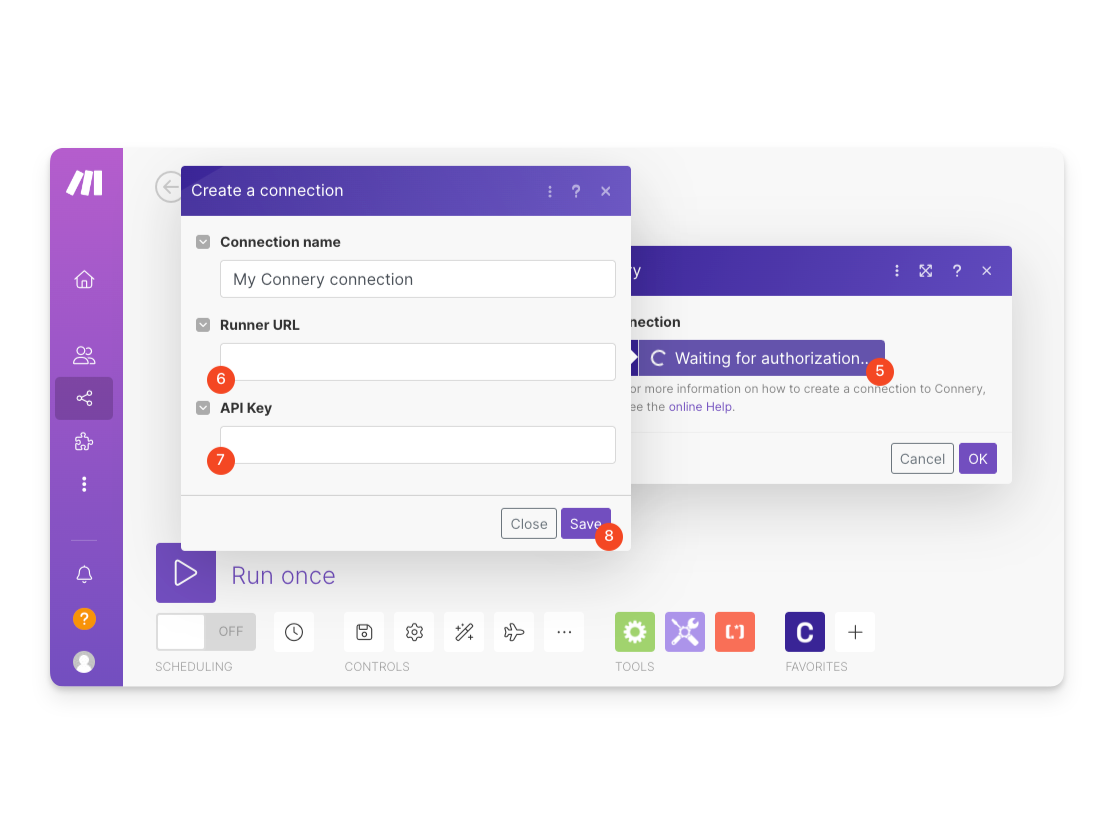 Create a connection
?
Connection name
My Connery connection
Runner URL
6
API Key
7
Close
Save
8
ry
?
nection
Waiting for authorization..
5
or more information on how to create a connection to Connery,
ee the online Help.
Cancel
OK
Run once
OFF
SCHEDULING
CONTROLS
TOOLS
C
FAVORITES
?